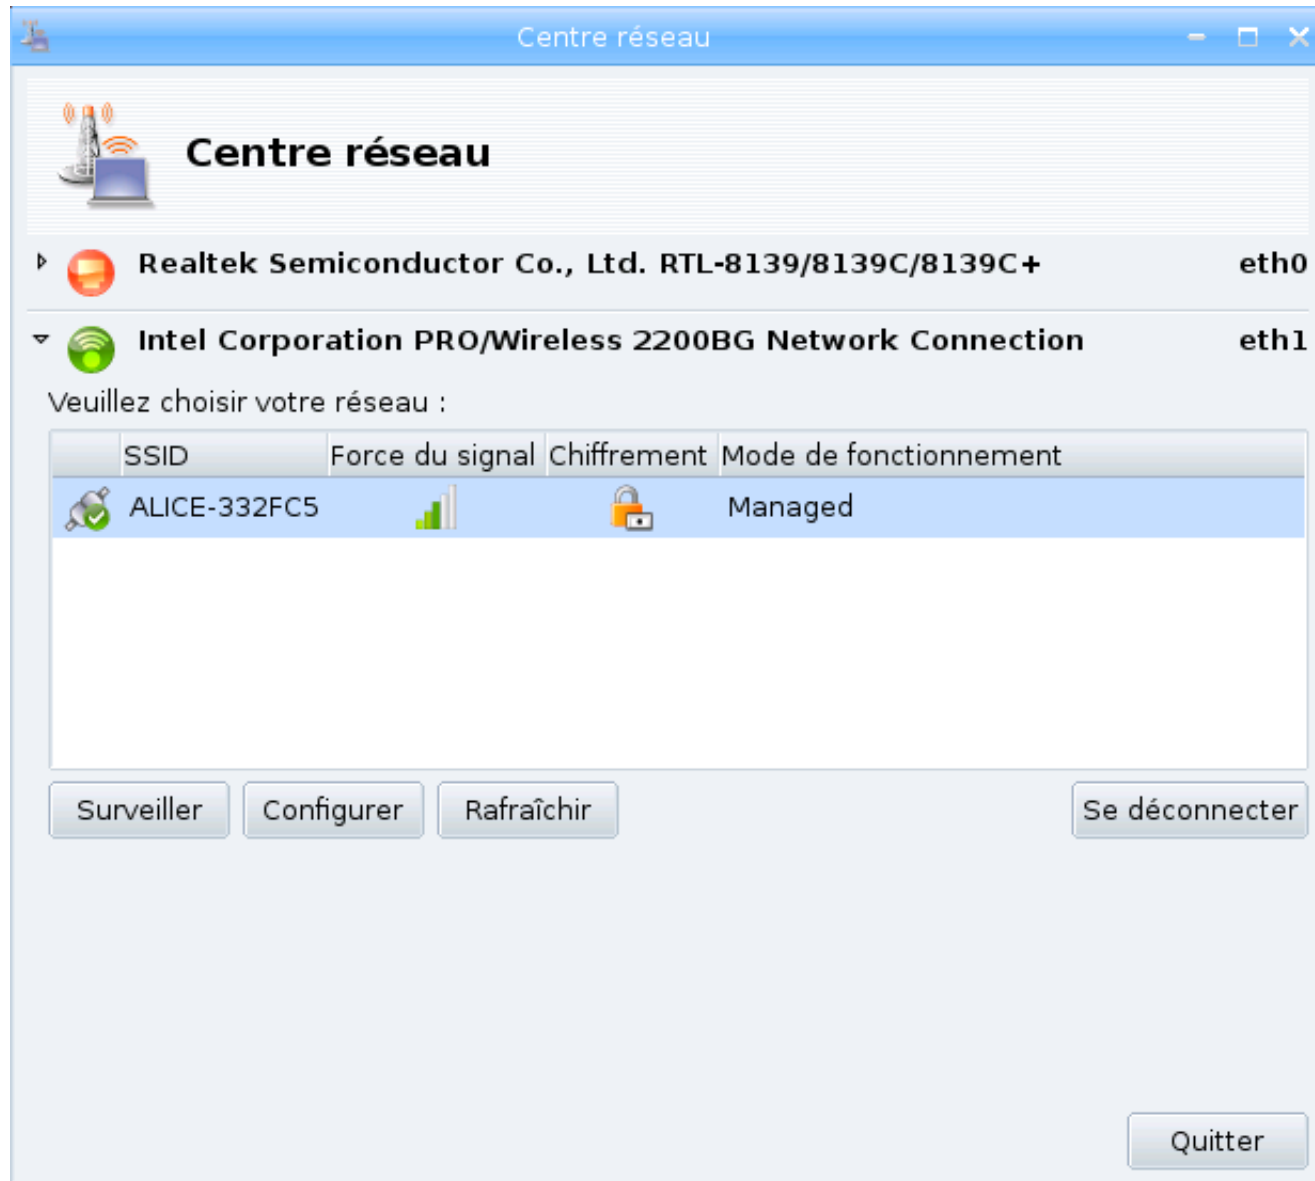 Centre réseau
Centre réseau
Realtek Semiconductor Co., Ltd. RTL-8139/8139C/8139C+ eth0
Intel Corporation PRO/Wireless 2200BG Network Connection eth1
Veuillez choisir votre réseau :
SSID Force du signal Chiffrement Mode de fonctionnement
ALICE-332FC5 Managed
Surveiller Configurer Rafraîchir Se déconnecter
Quitter